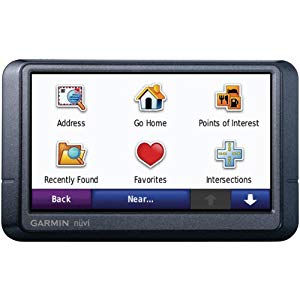 Address
Go Home
Points of Interest
Recently Found
Favorites
Intersections
Back
Near...
GARMIN nüvi